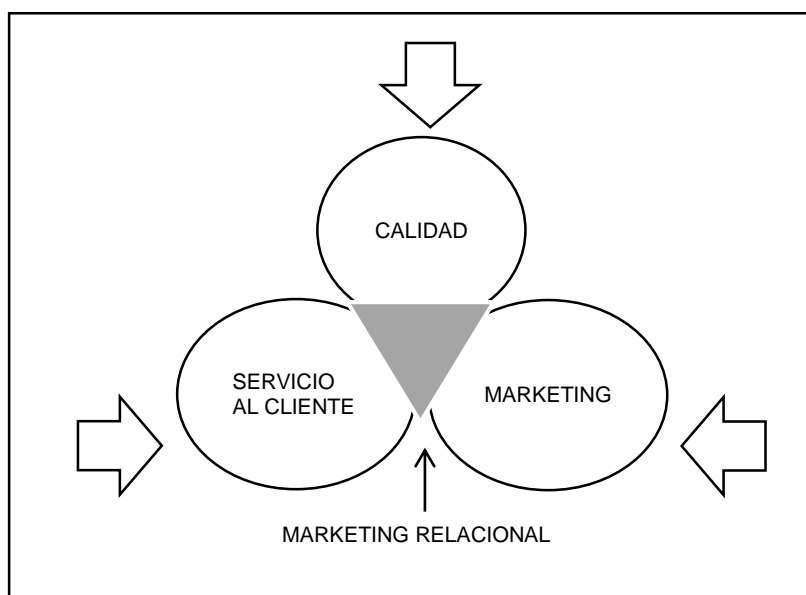 CALIDAD
SERVICIO
AL CLIENTE
MARKETING
MARKETING RELACIONAL